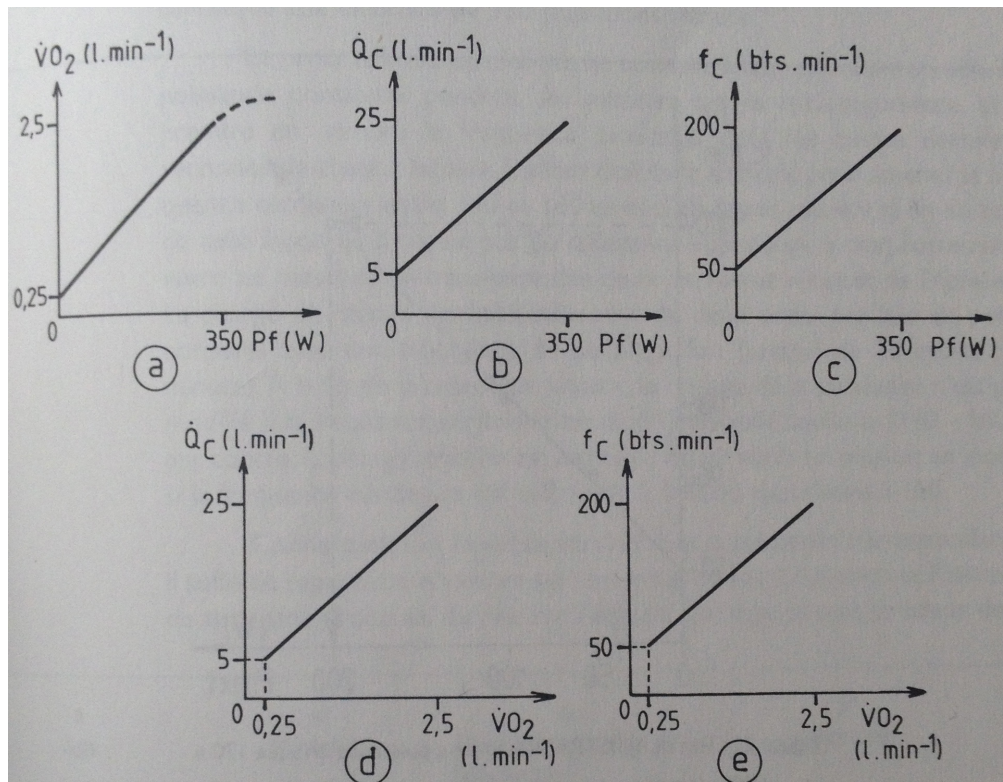 V̇O₂ (l.min⁻¹)
2,5
0,25
0
350 Pf (W)
a
Q̇c (l.min⁻¹)
25
5
0
350 Pf (W)
b
fc (bts.min⁻¹)
200
50
0
350 Pf (W)
c
Q̇c (l.min⁻¹)
25
5
0 0,25 2,5 V̇O₂
(l.min⁻¹)
d
fc (bts.min⁻¹)
200
50
0 0,25 2,5 V̇O₂
(l.min⁻¹)
e